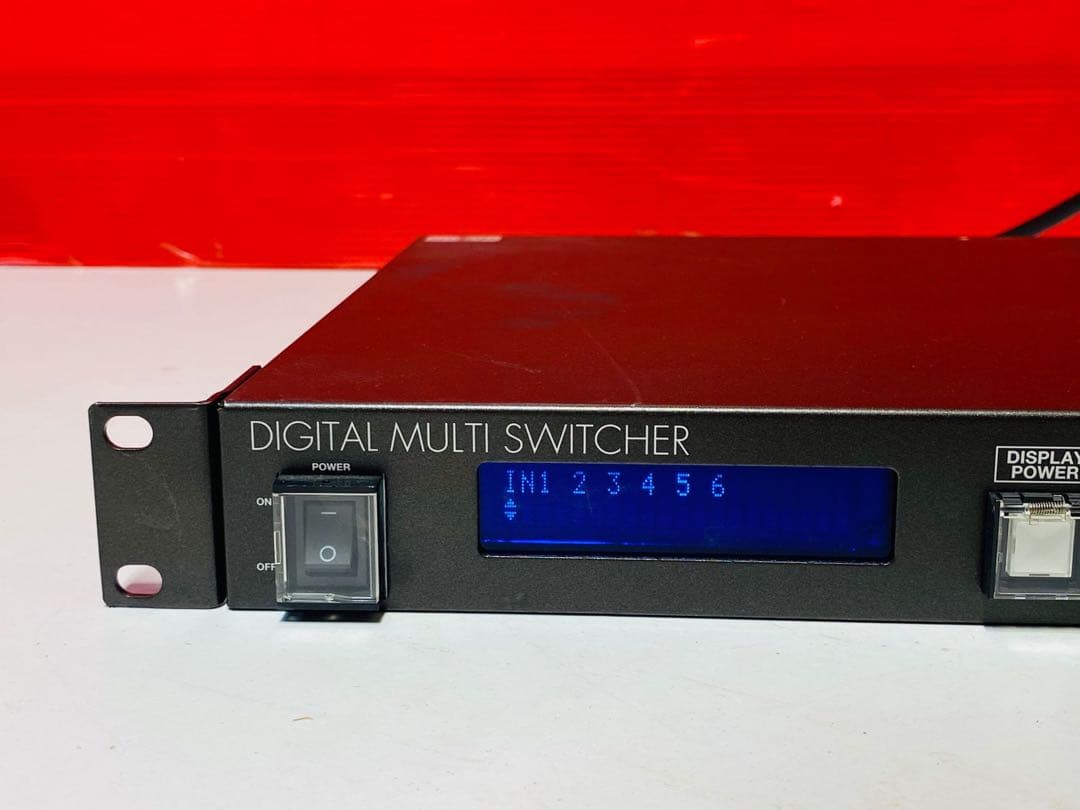 DIGITAL MULTI SWITCHER
POWER
ON
OFF
IN1 2 3 4 5 6
DISPLAY
POWER